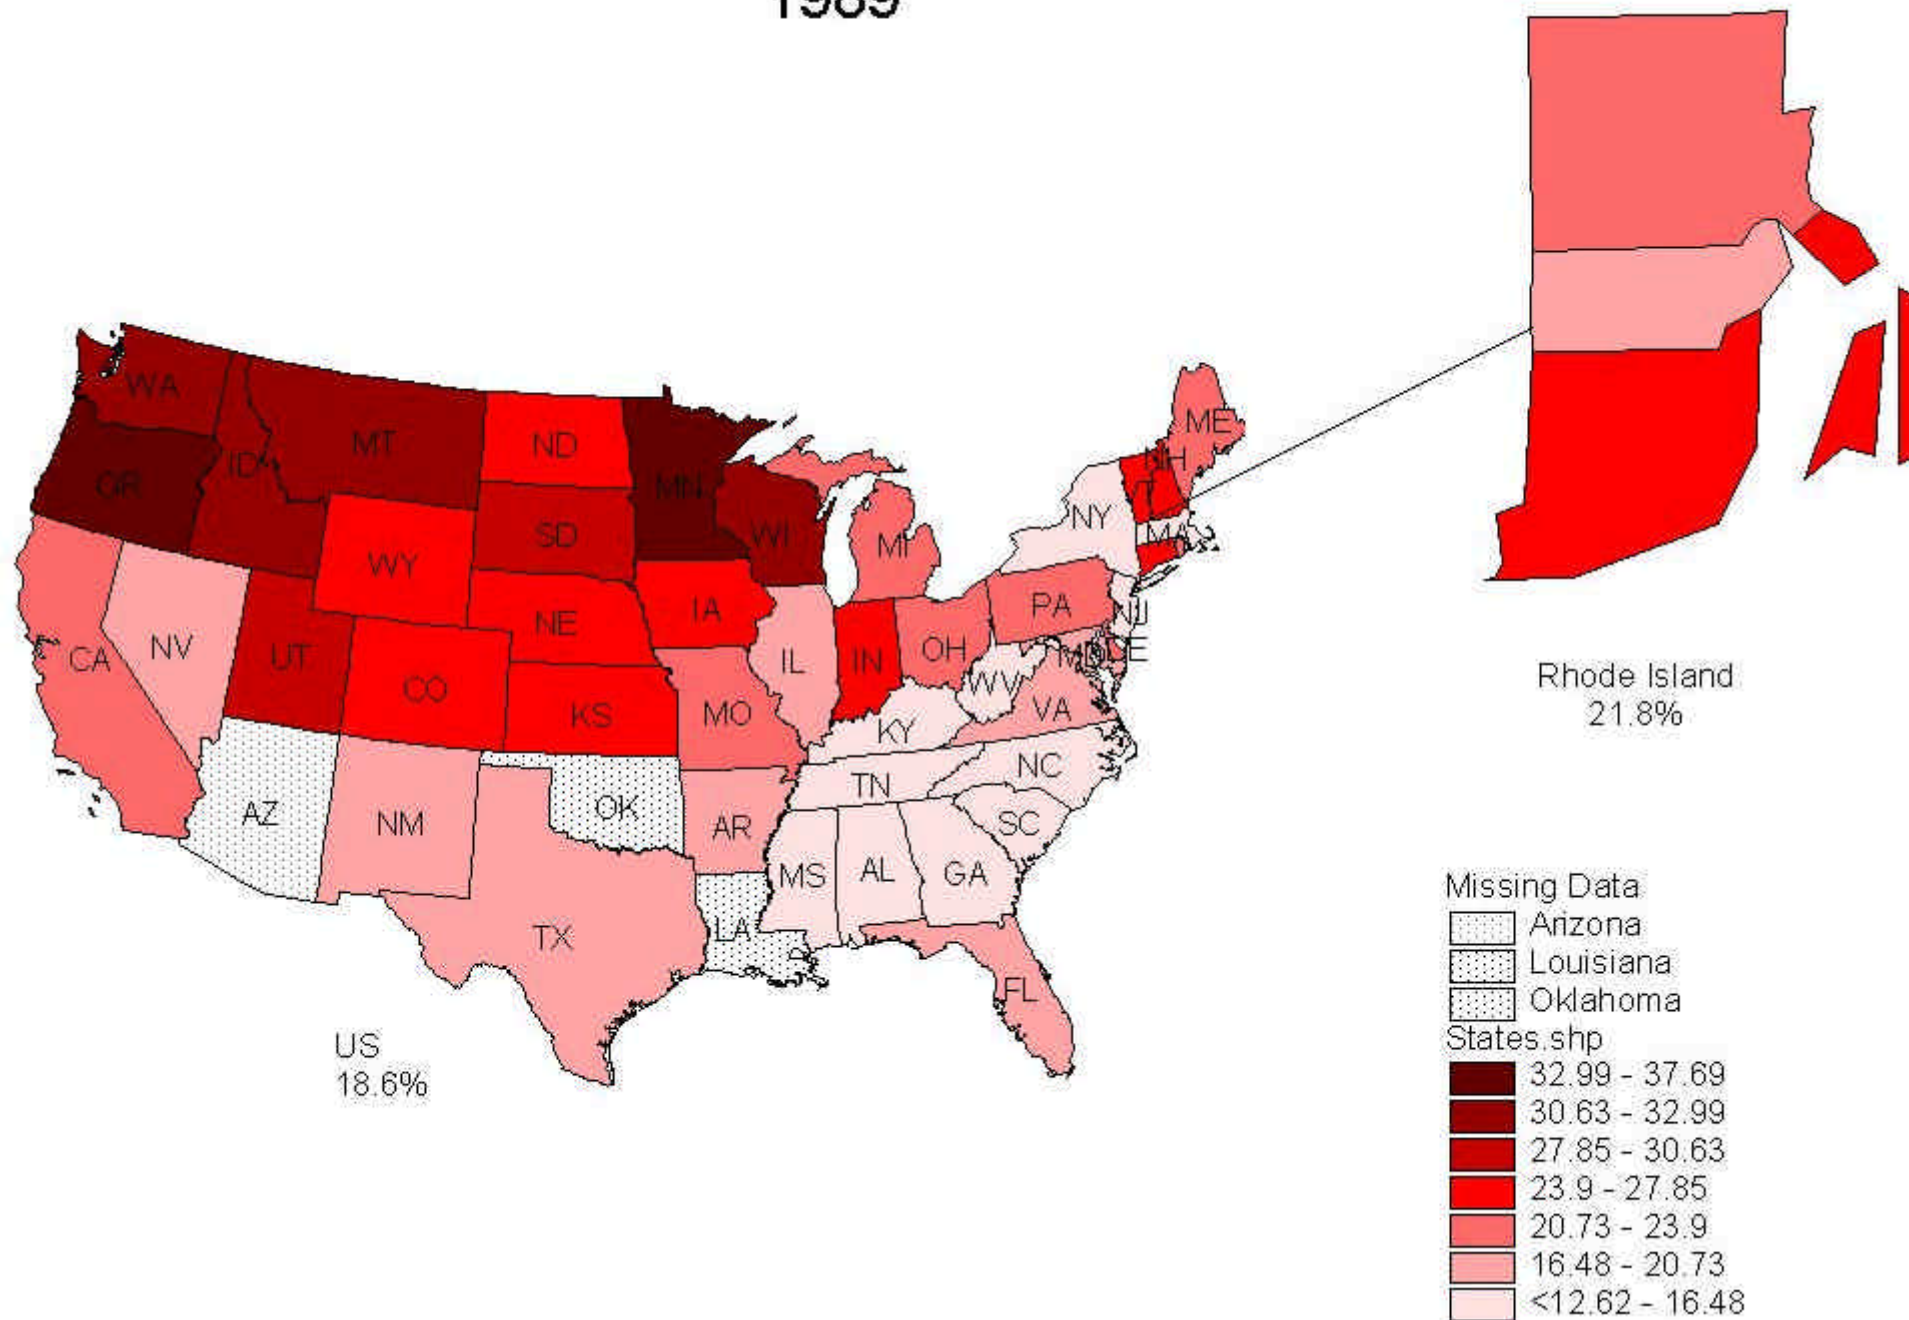 1989
WA
MT
ND
MN
ME
OR
ID
NH
VT
SD
WI
NY
MA
WY
MI
IA
NE
PA
NJ
NV
CA
UT
CO
IL
IN
OH
MD
DE
WV
KS
MO
VA
KY
NC
TN
AZ
NM
OK
AR
SC
MS
AL
GA
TX
LA
FL
US
18.6%
Rhode Island
21.8%
Missing Data
Arizona
Louisiana
Oklahoma
States.shp
32.99 - 37.69
30.63 - 32.99
27.85 - 30.63
23.9 - 27.85
20.73 - 23.9
16.48 - 20.73
<12.62 - 16.48